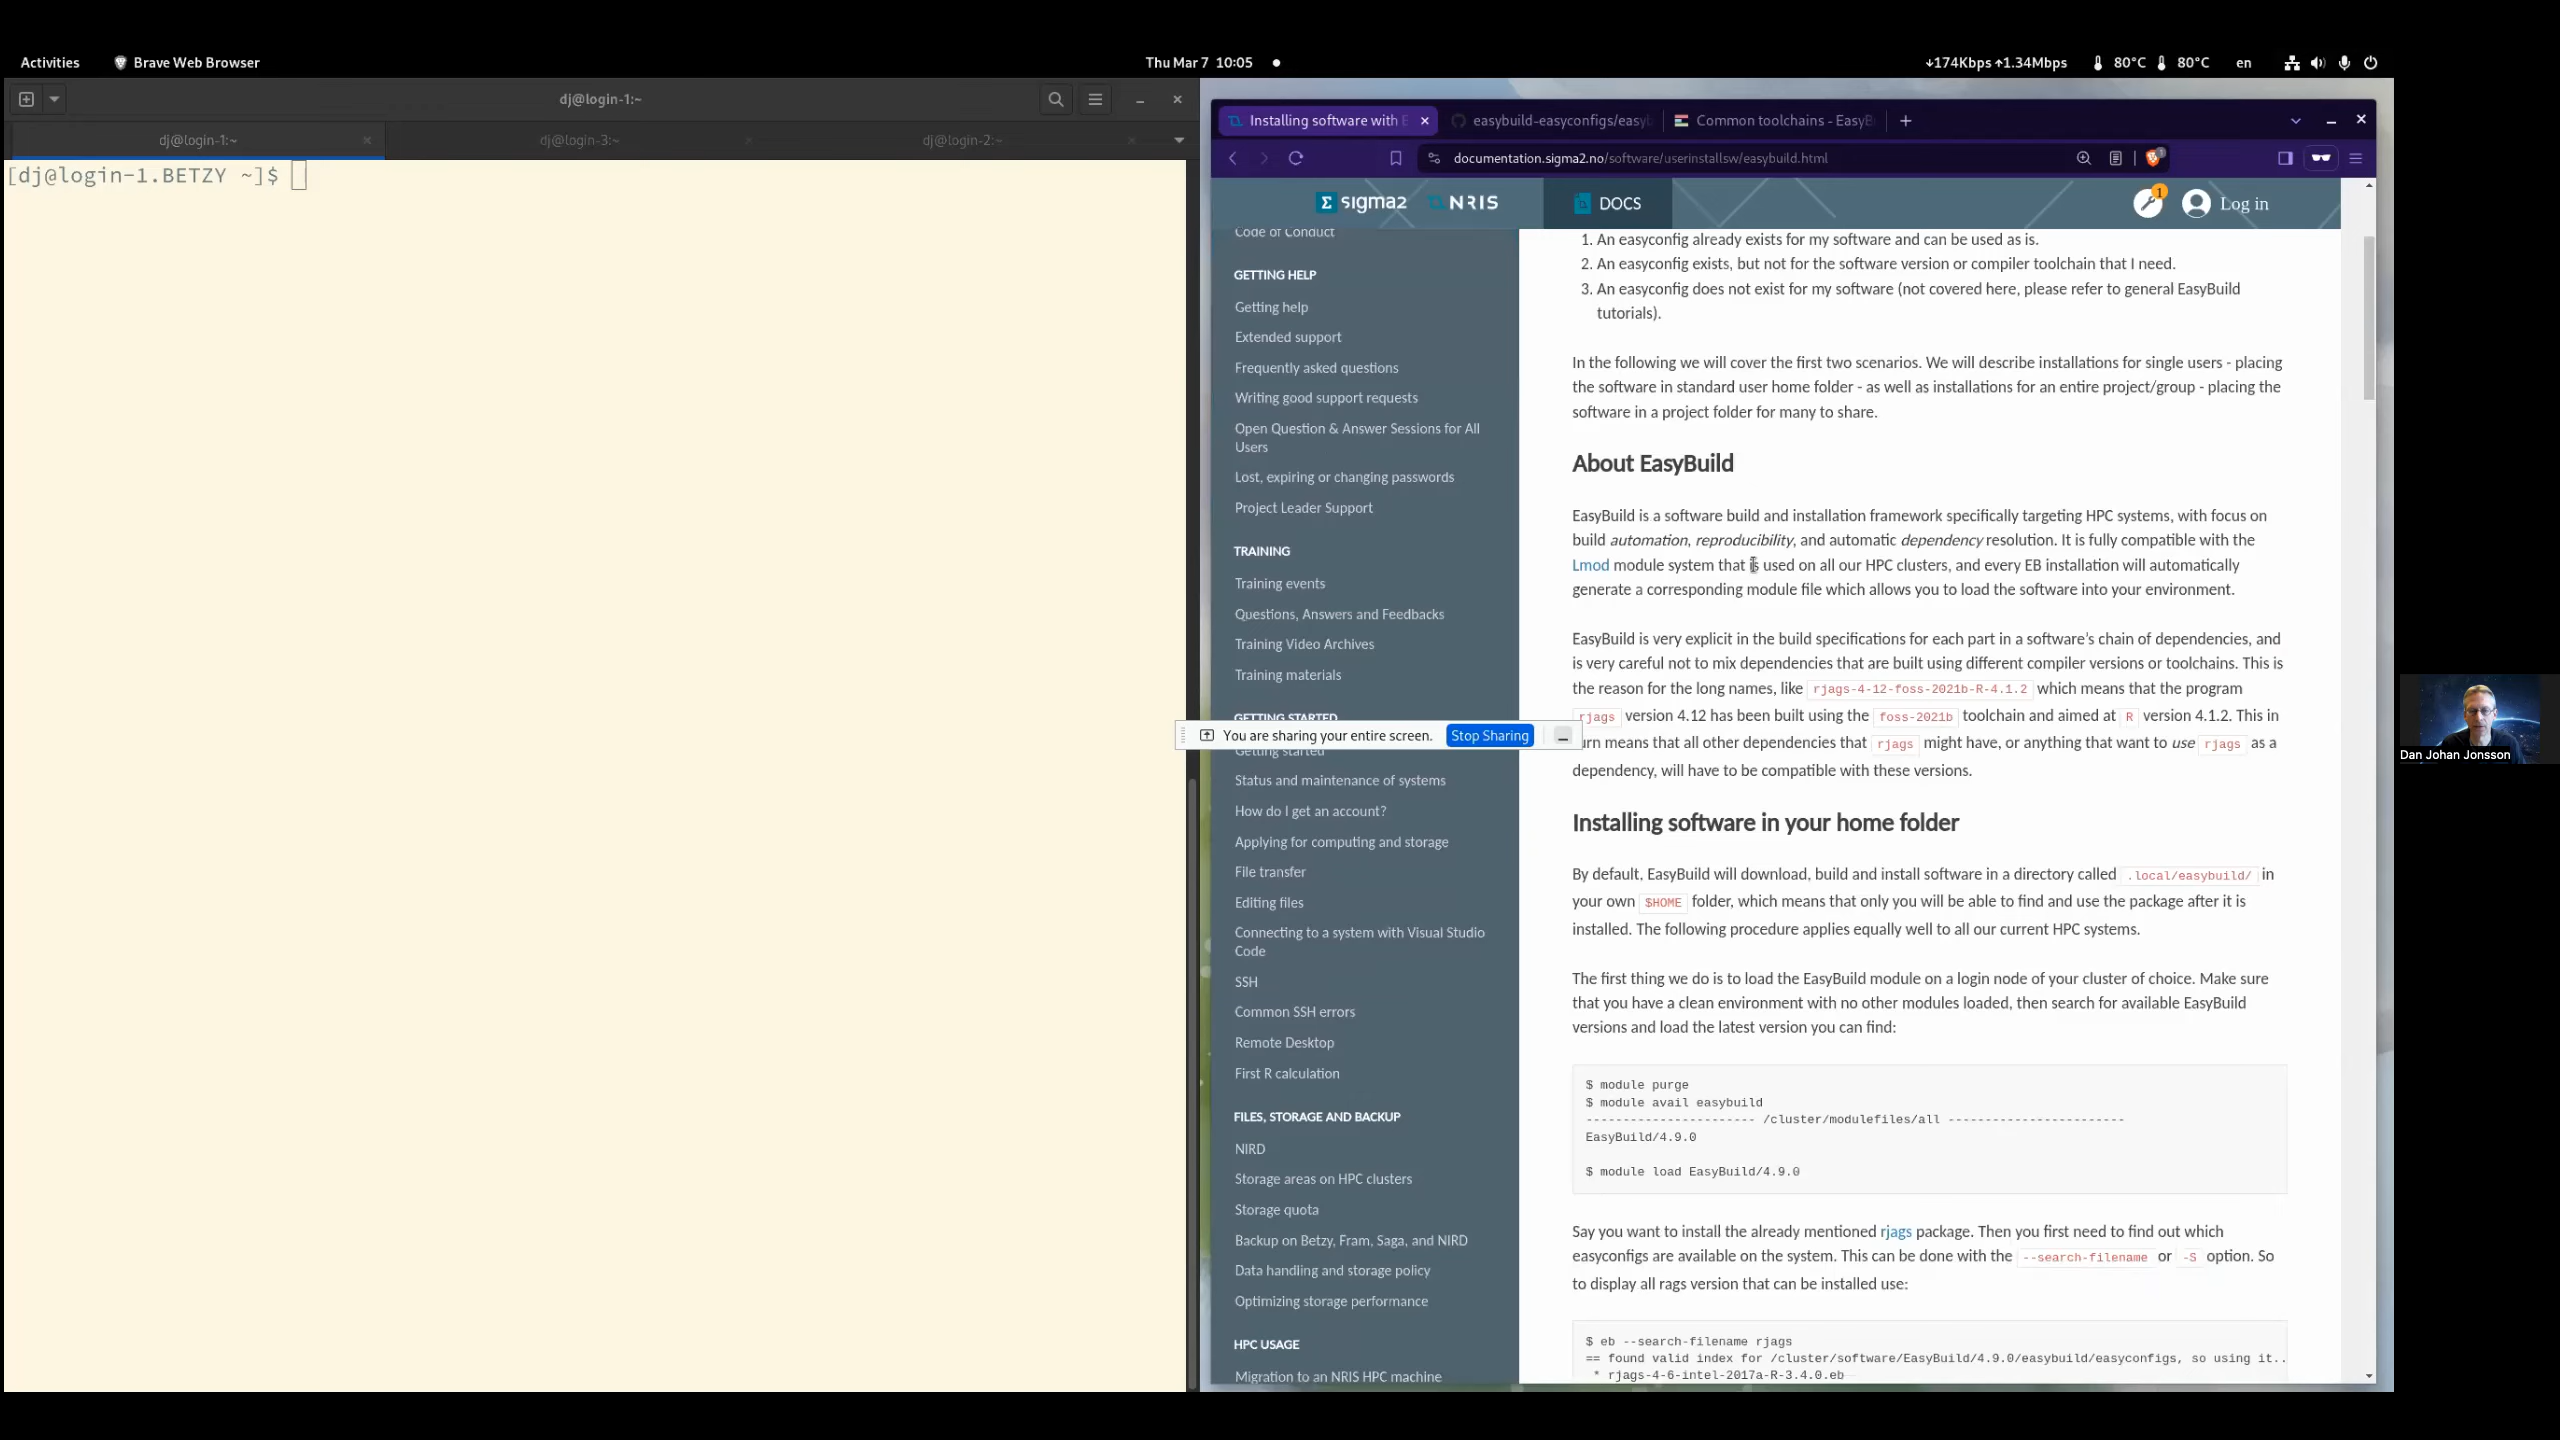 Activities
Brave Web Browser
Thu Mar 7 10:05
↓174Kbps ↑1.34Mbps
80°C
80°C
en
dj@login-1:~
dj@login-1:~
dj@login-3:~
dj@login-2:~
[dj@login-1.BETZY ~]$
Installing software with E
easybuild-easyconfigs/easyb
Common toolchains - EasyB
documentation.sigma2.no/software/userinstallsw/easybuild.html
Σ sigma2
NRIS
DOCS
1
Log in
Code of Conduct
GETTING HELP
Getting help
Extended support
Frequently asked questions
Writing good support requests
Open Question & Answer Sessions for All
Users
Lost, expiring or changing passwords
Project Leader Support
TRAINING
Training events
Questions, Answers and Feedbacks
Training Video Archives
Training materials
GETTING STARTED
Getting started
Status and maintenance of systems
How do I get an account?
Applying for computing and storage
File transfer
Editing files
Connecting to a system with Visual Studio
Code
SSH
Common SSH errors
Remote Desktop
First R calculation
FILES, STORAGE AND BACKUP
NIRD
Storage areas on HPC clusters
Storage quota
Backup on Betzy, Fram, Saga, and NIRD
Data handling and storage policy
Optimizing storage performance
HPC USAGE
Migration to an NRIS HPC machine
1. An easyconfig already exists for my software and can be used as is.
2. An easyconfig exists, but not for the software version or compiler toolchain that I need.
3. An easyconfig does not exist for my software (not covered here, please refer to general EasyBuild
tutorials).
In the following we will cover the first two scenarios. We will describe installations for single users - placing
the software in standard user home folder - as well as installations for an entire project/group - placing the
software in a project folder for many to share.
About EasyBuild
EasyBuild is a software build and installation framework specifically targeting HPC systems, with focus on
build automation, reproducibility, and automatic dependency resolution. It is fully compatible with the
Lmod module system that is used on all our HPC clusters, and every EB installation will automatically
generate a corresponding module file which allows you to load the software into your environment.
EasyBuild is very explicit in the build specifications for each part in a software's chain of dependencies, and
is very careful not to mix dependencies that are built using different compiler versions or toolchains. This is
the reason for the long names, like rjags-4-12-foss-2021b-R-4.1.2 which means that the program
rjags version 4.12 has been built using the foss-2021b toolchain and aimed at R version 4.1.2. This in
urn means that all other dependencies that rjags might have, or anything that want to use rjags as a
dependency, will have to be compatible with these versions.
You are sharing your entire screen.
Stop Sharing
Installing software in your home folder
By default, EasyBuild will download, build and install software in a directory called .local/easybuild/ in
your own $HOME folder, which means that only you will be able to find and use the package after it is
installed. The following procedure applies equally well to all our current HPC systems.
The first thing we do is to load the EasyBuild module on a login node of your cluster of choice. Make sure
that you have a clean environment with no other modules loaded, then search for available EasyBuild
versions and load the latest version you can find:
$ module purge
$ module avail easybuild
----------------------- /cluster/modulefiles/all ------------------------
EasyBuild/4.9.0
$ module load EasyBuild/4.9.0
Say you want to install the already mentioned rjags package. Then you first need to find out which
easyconfigs are available on the system. This can be done with the --search-filename or -S option. So
to display all rags version that can be installed use:
$ eb --search-filename rjags
== found valid index for /cluster/software/EasyBuild/4.9.0/easybuild/easyconfigs, so using it..
* rjags-4-6-intel-2017a-R-3.4.0.eb
Dan Johan Jonsson